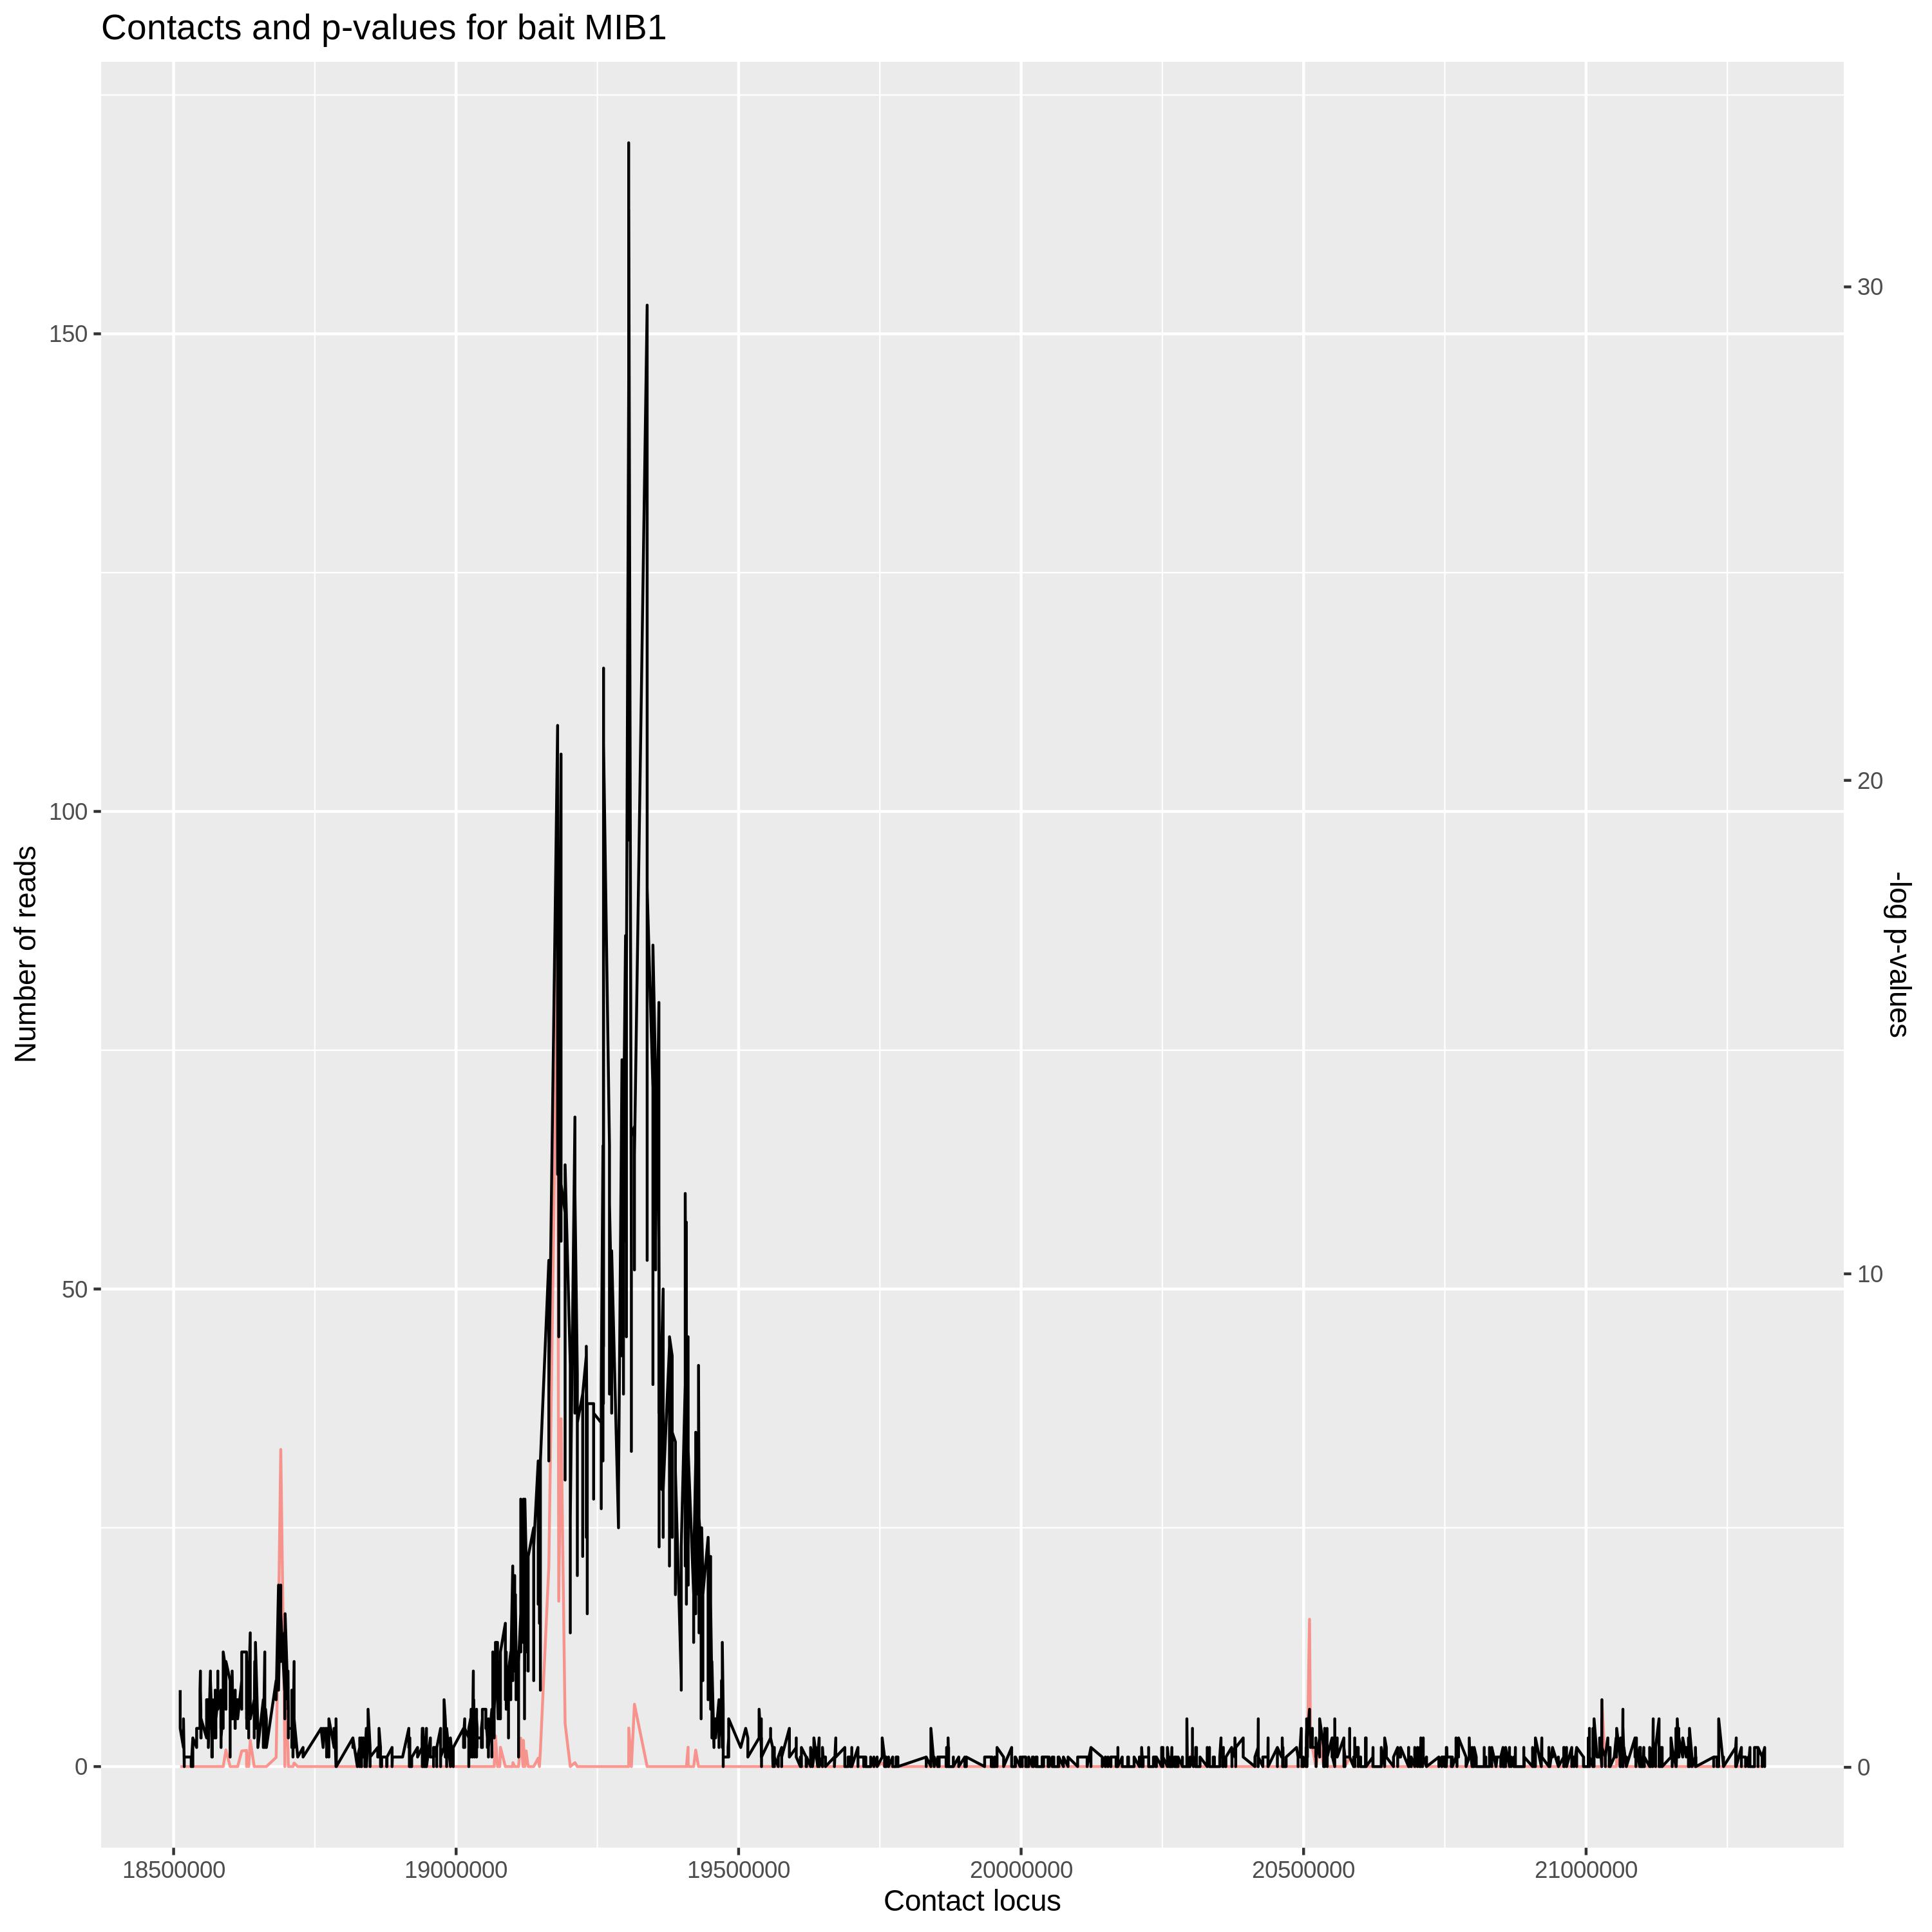 Contacts and p-values for bait MIB1
150
100
50
0
Number of reads
30
20
10
0
-log p-values
18500000 19000000 19500000 20000000 20500000 21000000
Contact locus